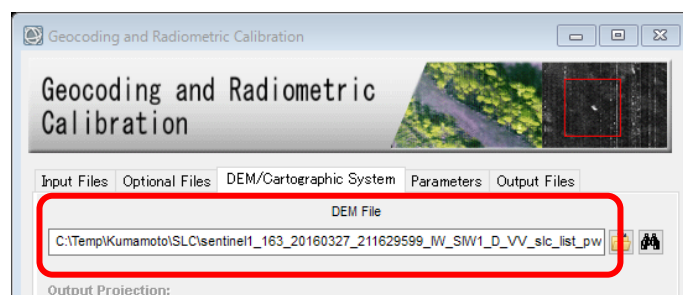 Geocoding and Radiometric Calibration
Geocoding and Radiometric
Calibration
Input Files Optional Files DEM/Cartographic System Parameters Output Files
DEM File
C:\Temp\Kumamoto\SLC\sentinel1_163_20160327_211629599_IW_SIW1_D_VV_slc_list_pw
Output Projection: